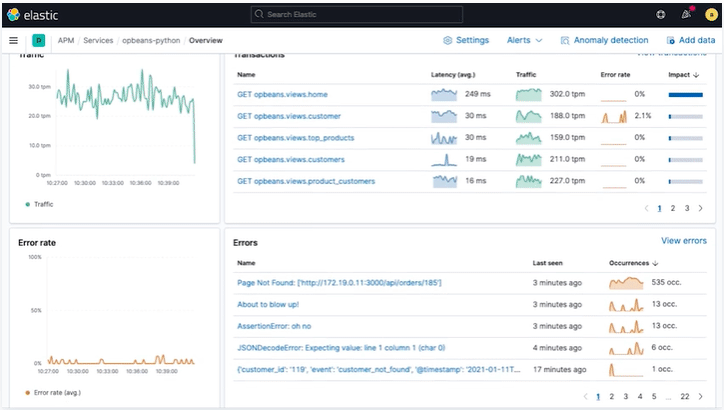 elastic
Search Elastic
a
D
APM / Services / opbeans-python / Overview
Settings
Alerts
Anomaly detection
Add data
Traffic
30.0 tpm
20.0 tpm
10.0 tpm
0 tpm
10:27:00 10:30:00 10:33:00 10:36:00 10:39:00
Traffic
Transactions
View transactions
Name Latency (avg.) Traffic Error rate Impact
GET opbeans.views.home 249 ms 302.0 tpm 0%
GET opbeans.views.customer 30 ms 188.0 tpm 2.1%
GET opbeans.views.top_products 30 ms 159.0 tpm 0%
GET opbeans.views.customers 19 ms 211.0 tpm 0%
GET opbeans.views.product_customers 16 ms 227.0 tpm 0%
< 1 2 3 >
Error rate
100%
50%
0%
10:27:00 10:30:00 10:33:00 10:36:00 10:39:00
Error rate (avg.)
Errors
View errors
Name Last seen Occurrences
Page Not Found: ['http://172.19.0.11:3000/api/orders/185'] 3 minutes ago 535 occ.
About to blow up! 3 minutes ago 13 occ.
AssertionError: oh no 3 minutes ago 13 occ.
JSONDecodeError: Expecting value: line 1 column 1 (char 0) 4 minutes ago 6 occ.
{'customer_id': '119', 'event': 'customer_not_found', '@timestamp': '2021-01-11T... 17 minutes ago 1 occ.
< 1 2 3 4 5 ... 22 >